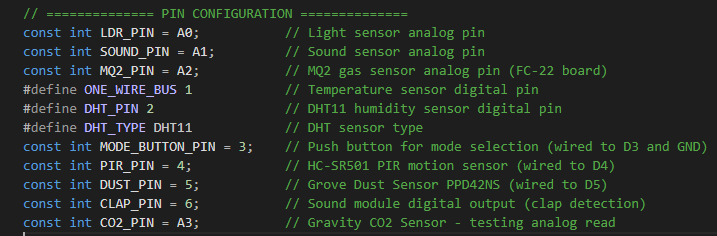 // ============== PIN CONFIGURATION ==============
const int LDR_PIN = A0;           // Light sensor analog pin
const int SOUND_PIN = A1;         // Sound sensor analog pin
const int MQ2_PIN = A2;           // MQ2 gas sensor analog pin (FC-22 board)
#define ONE_WIRE_BUS 1            // Temperature sensor digital pin
#define DHT_PIN 2                 // DHT11 humidity sensor digital pin
#define DHT_TYPE DHT11            // DHT sensor type
const int MODE_BUTTON_PIN = 3;    // Push button for mode selection (wired to D3 and GND)
const int PIR_PIN = 4;            // HC-SR501 PIR motion sensor (wired to D4)
const int DUST_PIN = 5;           // Grove Dust Sensor PPD42NS (wired to D5)
const int CLAP_PIN = 6;           // Sound module digital output (clap detection)
const int CO2_PIN = A3;           // Gravity CO2 Sensor - testing analog read